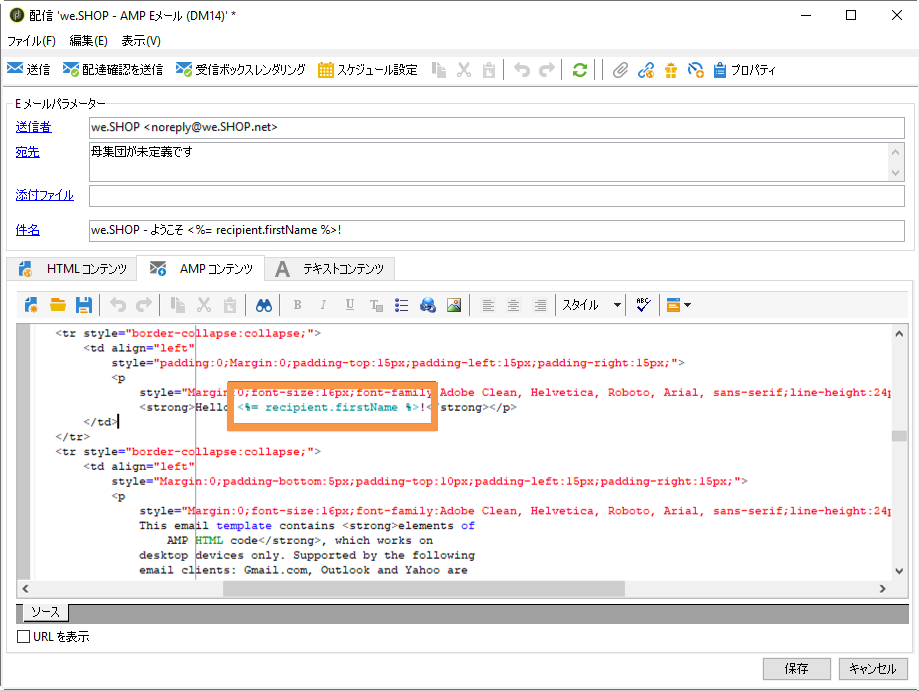 配信 'we.SHOP - AMP Eメール (DM14)' *
ファイル(F) 編集(E) 表示(V)
送信 配達確認を送信 受信ボックスレンダリング スケジュール設定 プロパティ
E メールパラメーター
送信者 we.SHOP <noreply@we.SHOP.net>
宛先 母集団が未定義です
添付ファイル
件名 we.SHOP - ようこそ <%= recipient.firstName %>!
HTML コンテンツ AMP コンテンツ テキストコンテンツ
B I U T スタイル ABC
<tr style="border-collapse:collapse;">
<td align="left"
style="padding:0;Margin:0;padding-top:15px;padding-left:15px;padding-right:15px;">
<p
style="Margin:0;font-size:16px;font-family:Adobe Clean, Helvetica, Roboto, Arial, sans-serif;line-height:24p
<strong>Hello <%= recipient.firstName %>!</strong></p>
</td>
</tr>
<tr style="border-collapse:collapse;">
<td align="left"
style="Margin:0;padding-bottom:5px;padding-top:10px;padding-left:15px;padding-right:15px;">
<p
style="Margin:0;font-size:16px;font-family:Adobe Clean, Helvetica, Roboto, Arial, sans-serif;line-height:24p
This email template contains <strong>elements of
AMP HTML code</strong>, which works on
desktop devices only. Supported by the following
email clients: Gmail.com, Outlook and Yahoo are
ソース
URL を表示
保存 キャンセル